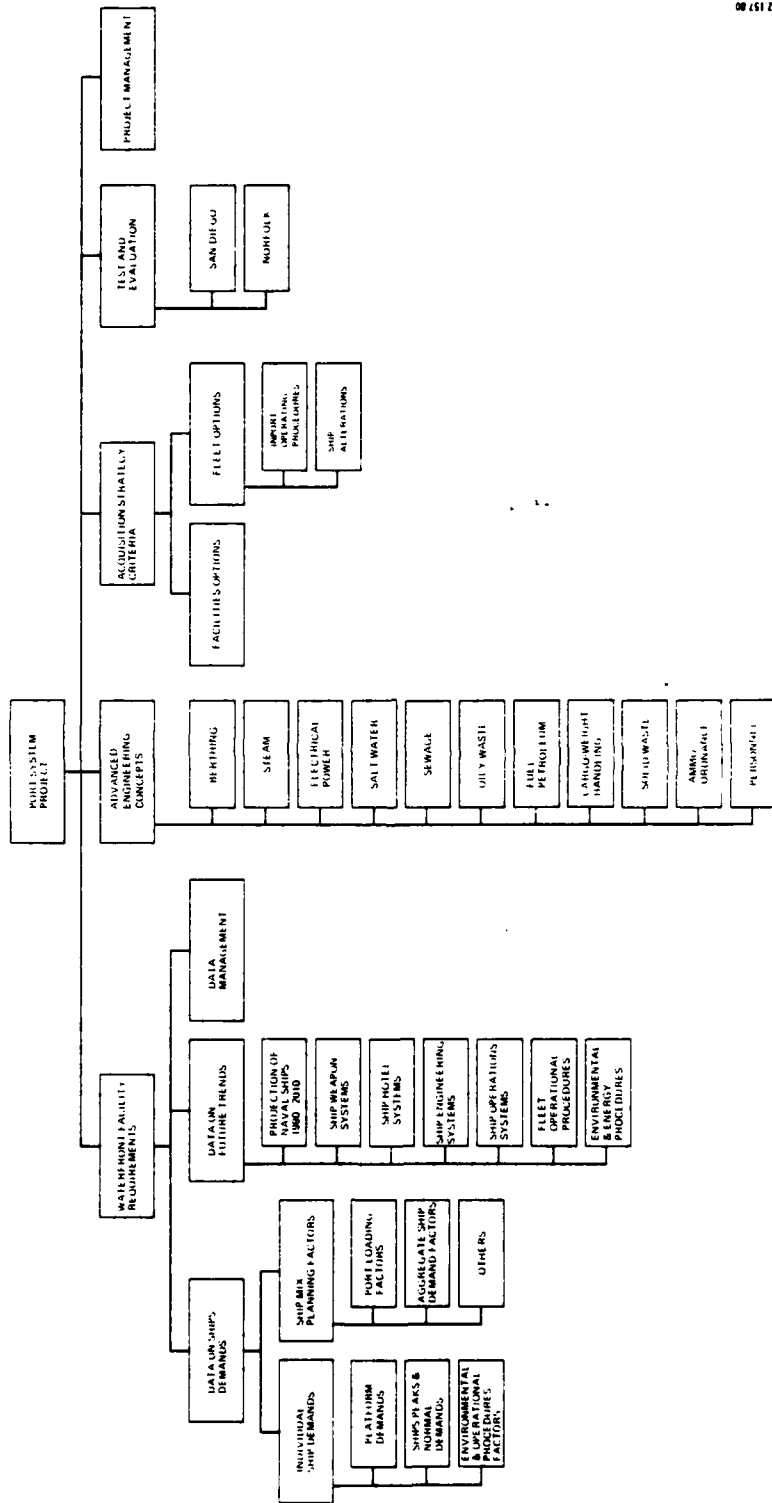 PORT SYSTEM
PROJECT
WATERFRONT FACILITY
REQUIREMENTS
ADVANCED
ENGINEERING
CONCEPTS
ACQUISITION STRATEGY
CRITERIA
TEST AND
EVALUATION
PROJECT MANAGEMENT
DATA ON SHIPS
DEMANDS
DATA ON
FUTURE TRENDS
DATA
MANAGEMENT
INDIVIDUAL
SHIP DEMANDS
PLATFORM
DEMANDS
SHIPS PEAKS &
NORMAL
DEMANDS
ENVIRONMENTAL
& OPERATIONAL
PROCEDURES
FACTORS
SHIP MIX
PLANNING FACTORS
PORT LOADING
FACTORS
AGGREGATE SHIP
DEMAND FACTORS
OTHERS
PROJECTION OF
NAVAL SHIPS
1980-2010
SHIP WEAPON
SYSTEMS
SHIP HOTEL
SYSTEMS
SHIP ENGINEERING
SYSTEMS
SHIP OPERATIONS
SYSTEMS
FLEET
OPERATIONAL
PROCEDURES
ENVIRONMENTAL
& ENERGY
PROCEDURES
BERTHING
STEAM
ELECTRICAL
POWER
SALT WATER
SEWAGE
OILY WASTE
FUEL
PETROLEUM
CARGO-WEIGHT
HANDLING
SOLID WASTE
AMMO
ORDNANCE
PERSONNEL
FACILITIES OPTIONS
FLEET OPTIONS
INPORT
OPERATING
PROCEDURES
SHIP
ALTERATIONS
SAN DIEGO
NORFOLK
2 157 80